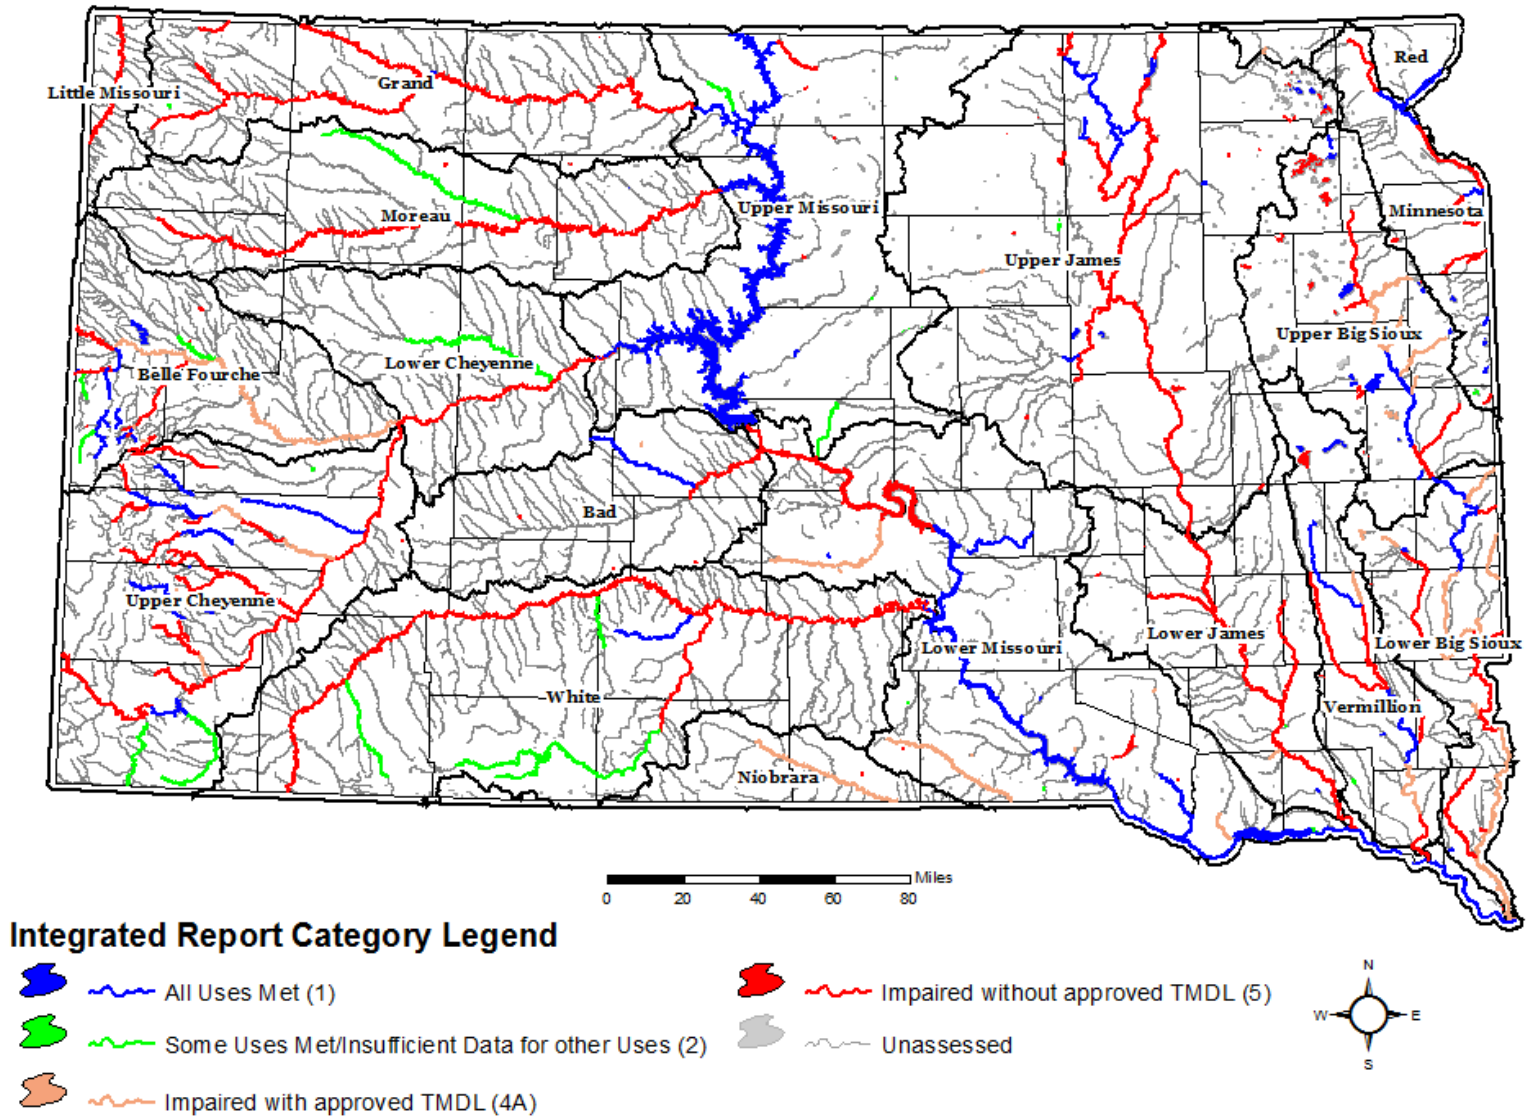 Red
Little Missouri
Grand
Moreau
Upper Missouri
Minnesota
Upper James
Upper Big Sioux
Belle Fourche
Lower Cheyenne
Bad
Upper Cheyenne
Lower Missouri
Lower James
Lower Big Sioux
White
Vermillion
Niobrara
Miles
0 20 40 60 80
Integrated Report Category Legend
All Uses Met (1)
Some Uses Met/Insufficient Data for other Uses (2)
Impaired with approved TMDL (4A)
Impaired without approved TMDL (5)
Unassessed
N
W E
S